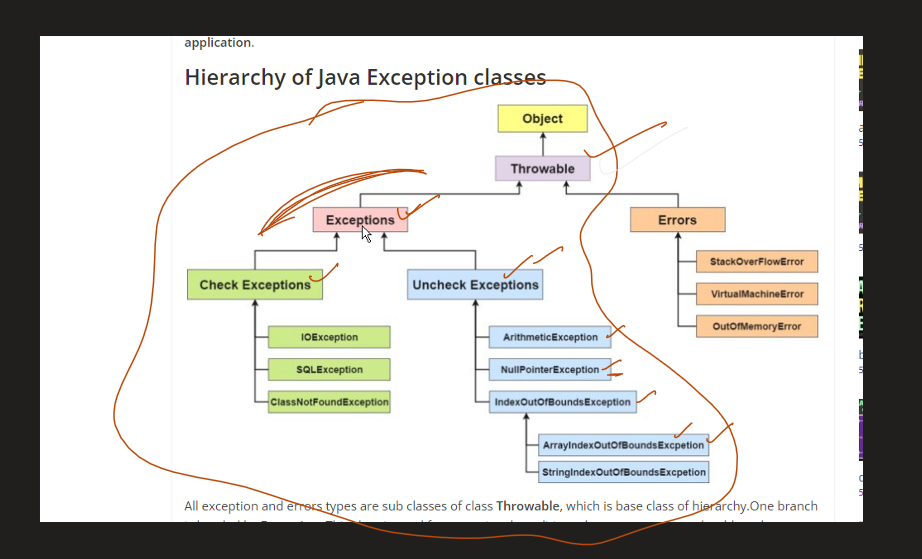 application.
Hierarchy of Java Exception classes
Object
Throwable
Exceptions
Errors
Check Exceptions
Uncheck Exceptions
StackOverFlowError
VirtualMachineError
OutOfMemoryError
IOException
SQLException
ClassNotFoundException
ArithmeticException
NullPointerException
IndexOutOfBoundsException
ArrayIndexOutOfBoundsExcpetion
StringIndexOutOfBoundsExcpetion
All exception and errors types are sub classes of class Throwable, which is base class of hierarchy.One branch